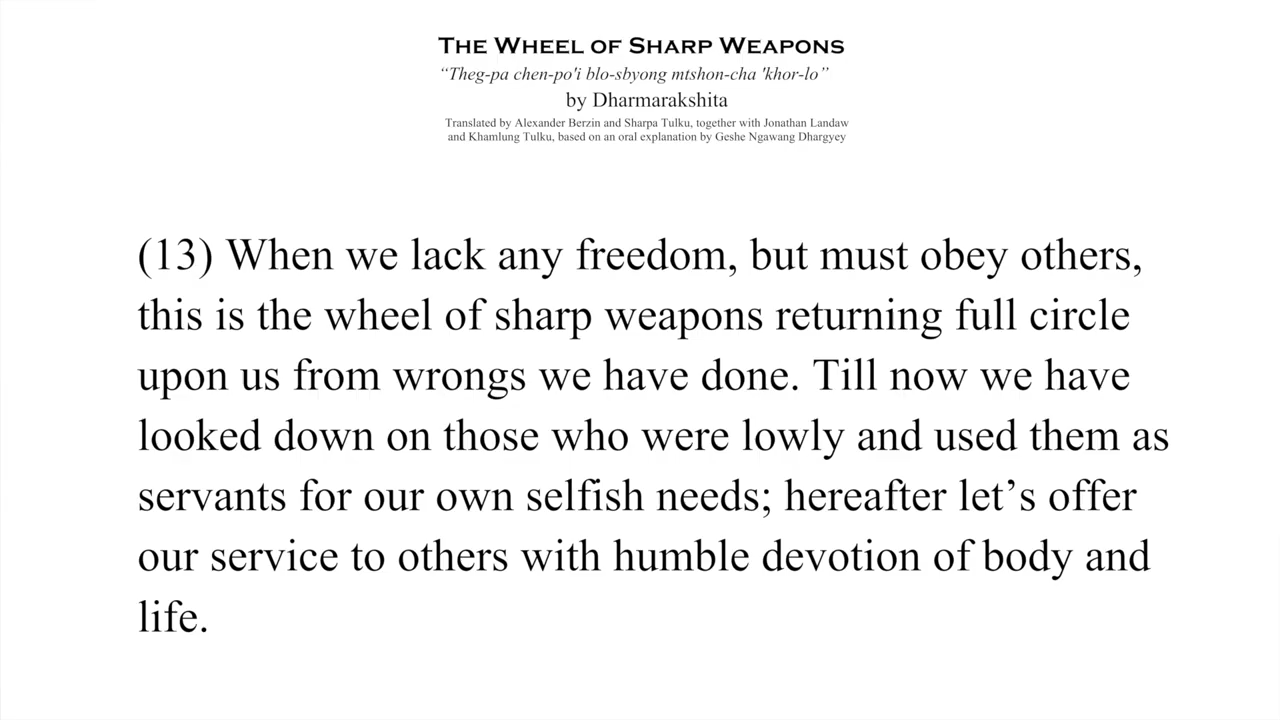 THE WHEEL OF SHARP WEAPONS
“Theg-pa chen-po'i blo-sbyong mtshon-cha 'khor-lo”
by Dharmarakshita
Translated by Alexander Berzin and Sharpa Tulku, together with Jonathan Landaw
and Khamlung Tulku, based on an oral explanation by Geshe Ngawang Dhargyey
(13) When we lack any freedom, but must obey others,
this is the wheel of sharp weapons returning full circle
upon us from wrongs we have done. Till now we have
looked down on those who were lowly and used them as
servants for our own selfish needs; hereafter let’s offer
our service to others with humble devotion of body and
life.